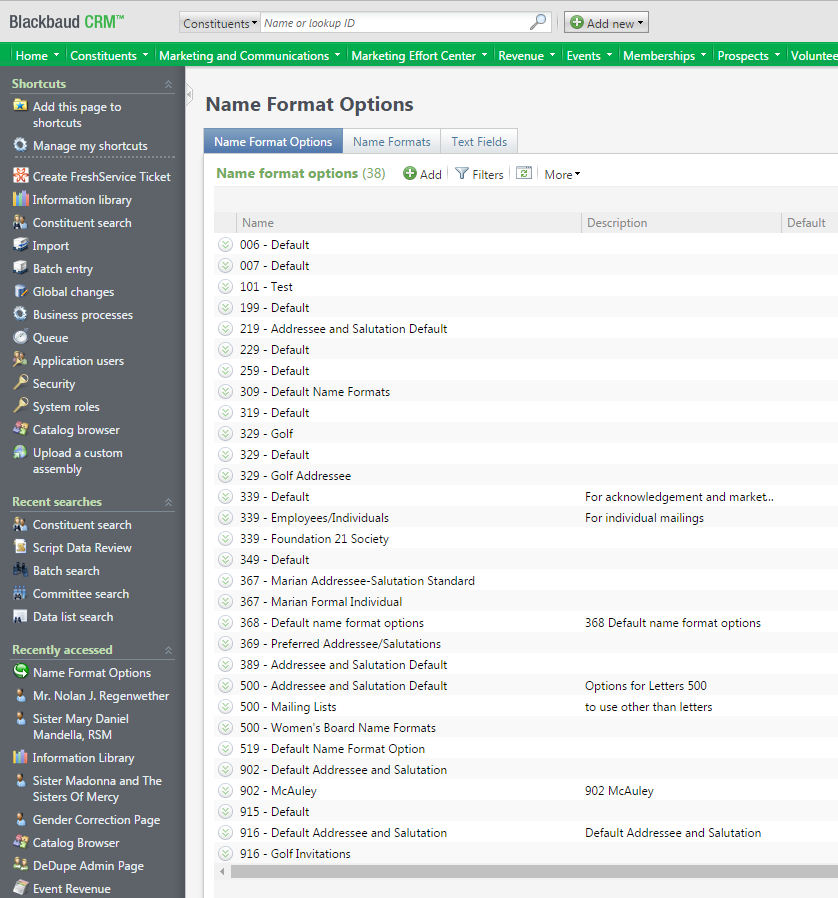 Blackbaud CRM™
Constituents
Name or lookup ID
Add new
Home
Constituents
Marketing and Communications
Marketing Effort Center
Revenue
Events
Memberships
Prospects
Voluntee
Shortcuts
Add this page to
shortcuts
Manage my shortcuts
Create FreshService Ticket
Information library
Constituent search
Import
Batch entry
Global changes
Business processes
Queue
Application users
Security
System roles
Catalog browser
Upload a custom
assembly
Recent searches
Constituent search
Script Data Review
Batch search
Committee search
Data list search
Recently accessed
Name Format Options
Mr. Nolan J. Regenwether
Sister Mary Daniel
Mandella, RSM
Information Library
Sister Madonna and The
Sisters Of Mercy
Gender Correction Page
Catalog Browser
DeDupe Admin Page
Event Revenue
Name Format Options
Name Format Options
Name Formats
Text Fields
Name format options (38)
Add
Filters
More
Name
Description
Default
006 - Default
007 - Default
101 - Test
199 - Default
219 - Addressee and Salutation Default
229 - Default
259 - Default
309 - Default Name Formats
319 - Default
329 - Golf
329 - Default
329 - Golf Addressee
339 - Default For acknowledgement and market...
339 - Employees/Individuals For individual mailings
339 - Foundation 21 Society
349 - Default
367 - Marian Addressee-Salutation Standard
367 - Marian Formal Individual
368 - Default name format options 368 Default name format options
369 - Preferred Addressee/Salutations
389 - Addressee and Salutation Default
500 - Addressee and Salutation Default Options for Letters 500
500 - Mailing Lists to use other than letters
500 - Women's Board Name Formats
519 - Default Name Format Option
902 - Default Addressee and Salutation
902 - McAuley 902 McAuley
915 - Default
916 - Default Addressee and Salutation Default Addressee and Salutation
916 - Golf Invitations